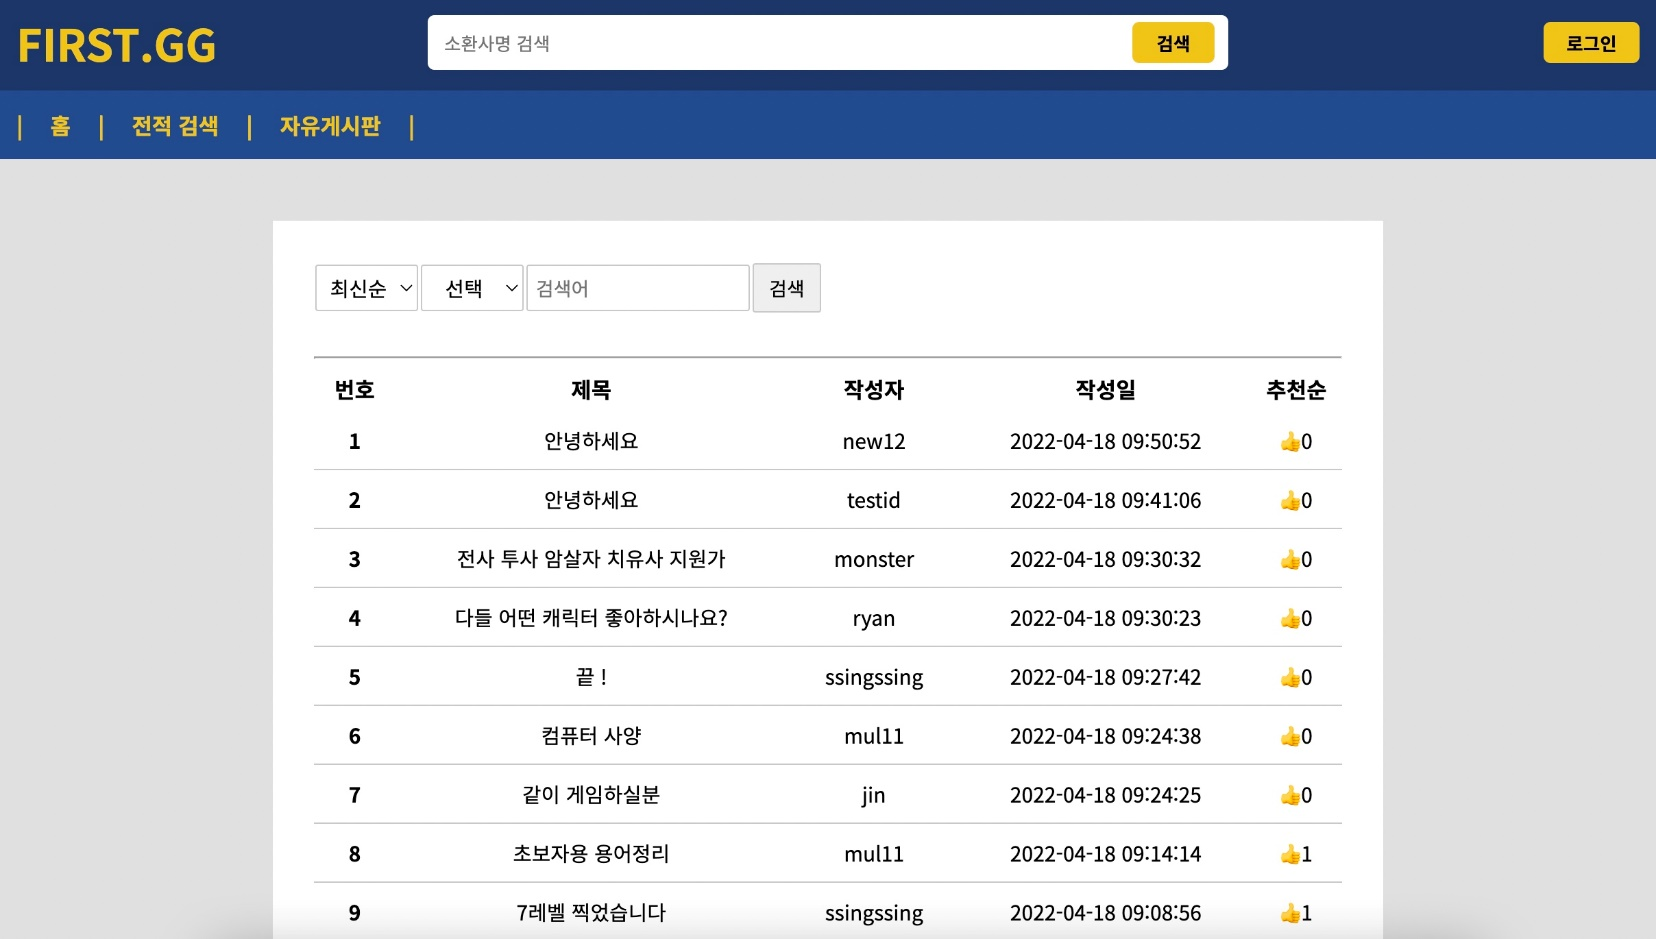 FIRST.GG 소환사명 검색 검색 로그인
| 홈 | 전적 검색 | 자유게시판 |
최신순 선택 검색어 검색
번호 제목 작성자 작성일 추천순
1 안녕하세요 new12 2022-04-18 09:50:52 👍0
2 안녕하세요 testid 2022-04-18 09:41:06 👍0
3 전사 투사 암살자 치유사 지원가 monster 2022-04-18 09:30:32 👍0
4 다들 어떤 캐릭터 좋아하시나요? ryan 2022-04-18 09:30:23 👍0
5 끝 ! ssingssing 2022-04-18 09:27:42 👍0
6 컴퓨터 사양 mul11 2022-04-18 09:24:38 👍0
7 같이 게임하실분 jin 2022-04-18 09:24:25 👍0
8 초보자용 용어정리 mul11 2022-04-18 09:14:14 👍1
9 7레벨 찍었습니다 ssingssing 2022-04-18 09:08:56 👍1